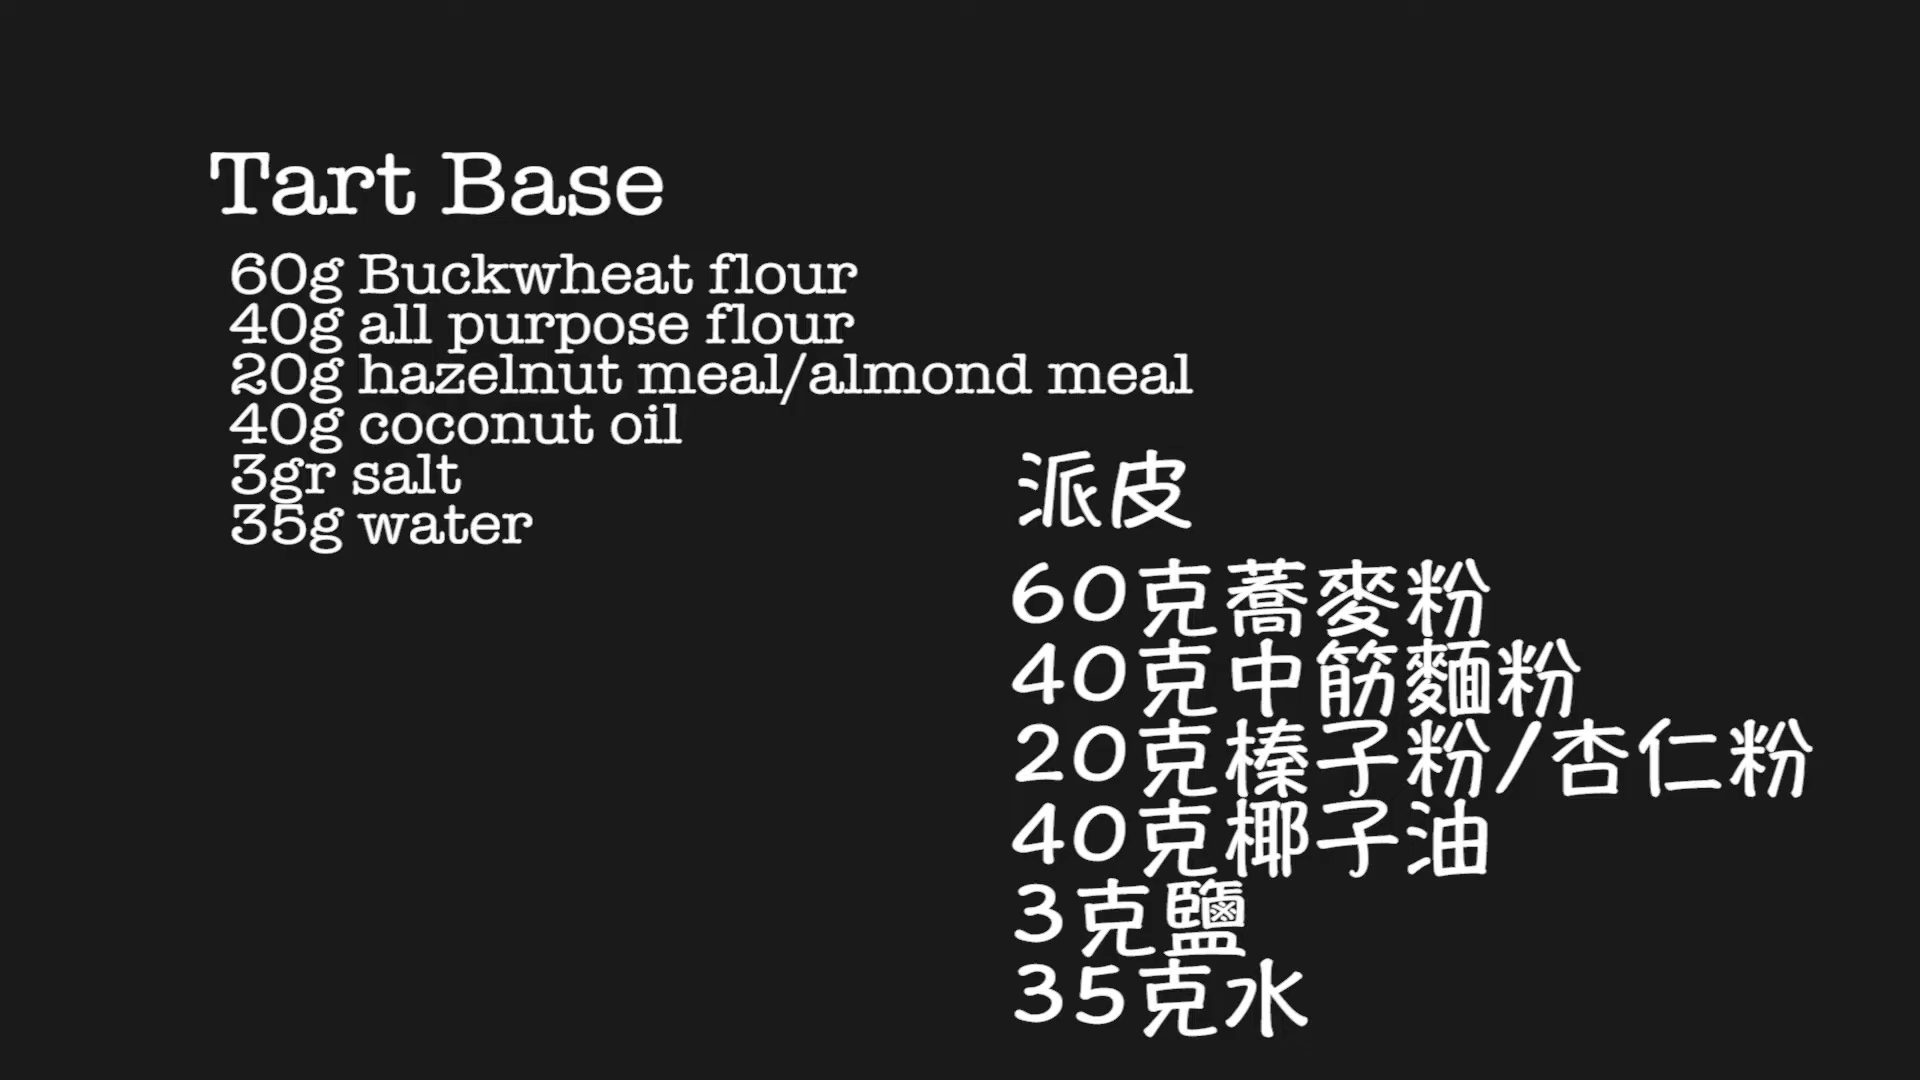 Tart Base
60g Buckwheat flour
40g all purpose flour
20g hazelnut meal/almond meal
40g coconut oil
3gr salt
35g water
派皮
60克蕎麥粉
40克中筋麵粉
20克榛子粉/杏仁粉
40克椰子油
3克鹽
35克水